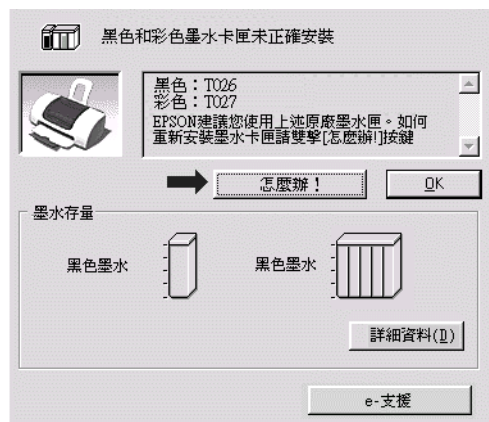 黑色和彩色墨水卡匣未正確安裝
黑色：T026
彩色：T027
EPSON建議您使用上述原廠墨水匣。如何
重新安裝墨水卡匣請雙擊[怎麼辦!]按鍵
怎麼辦！
OK
墨水存量
黑色墨水
黑色墨水
詳細資料(D)
e-支援